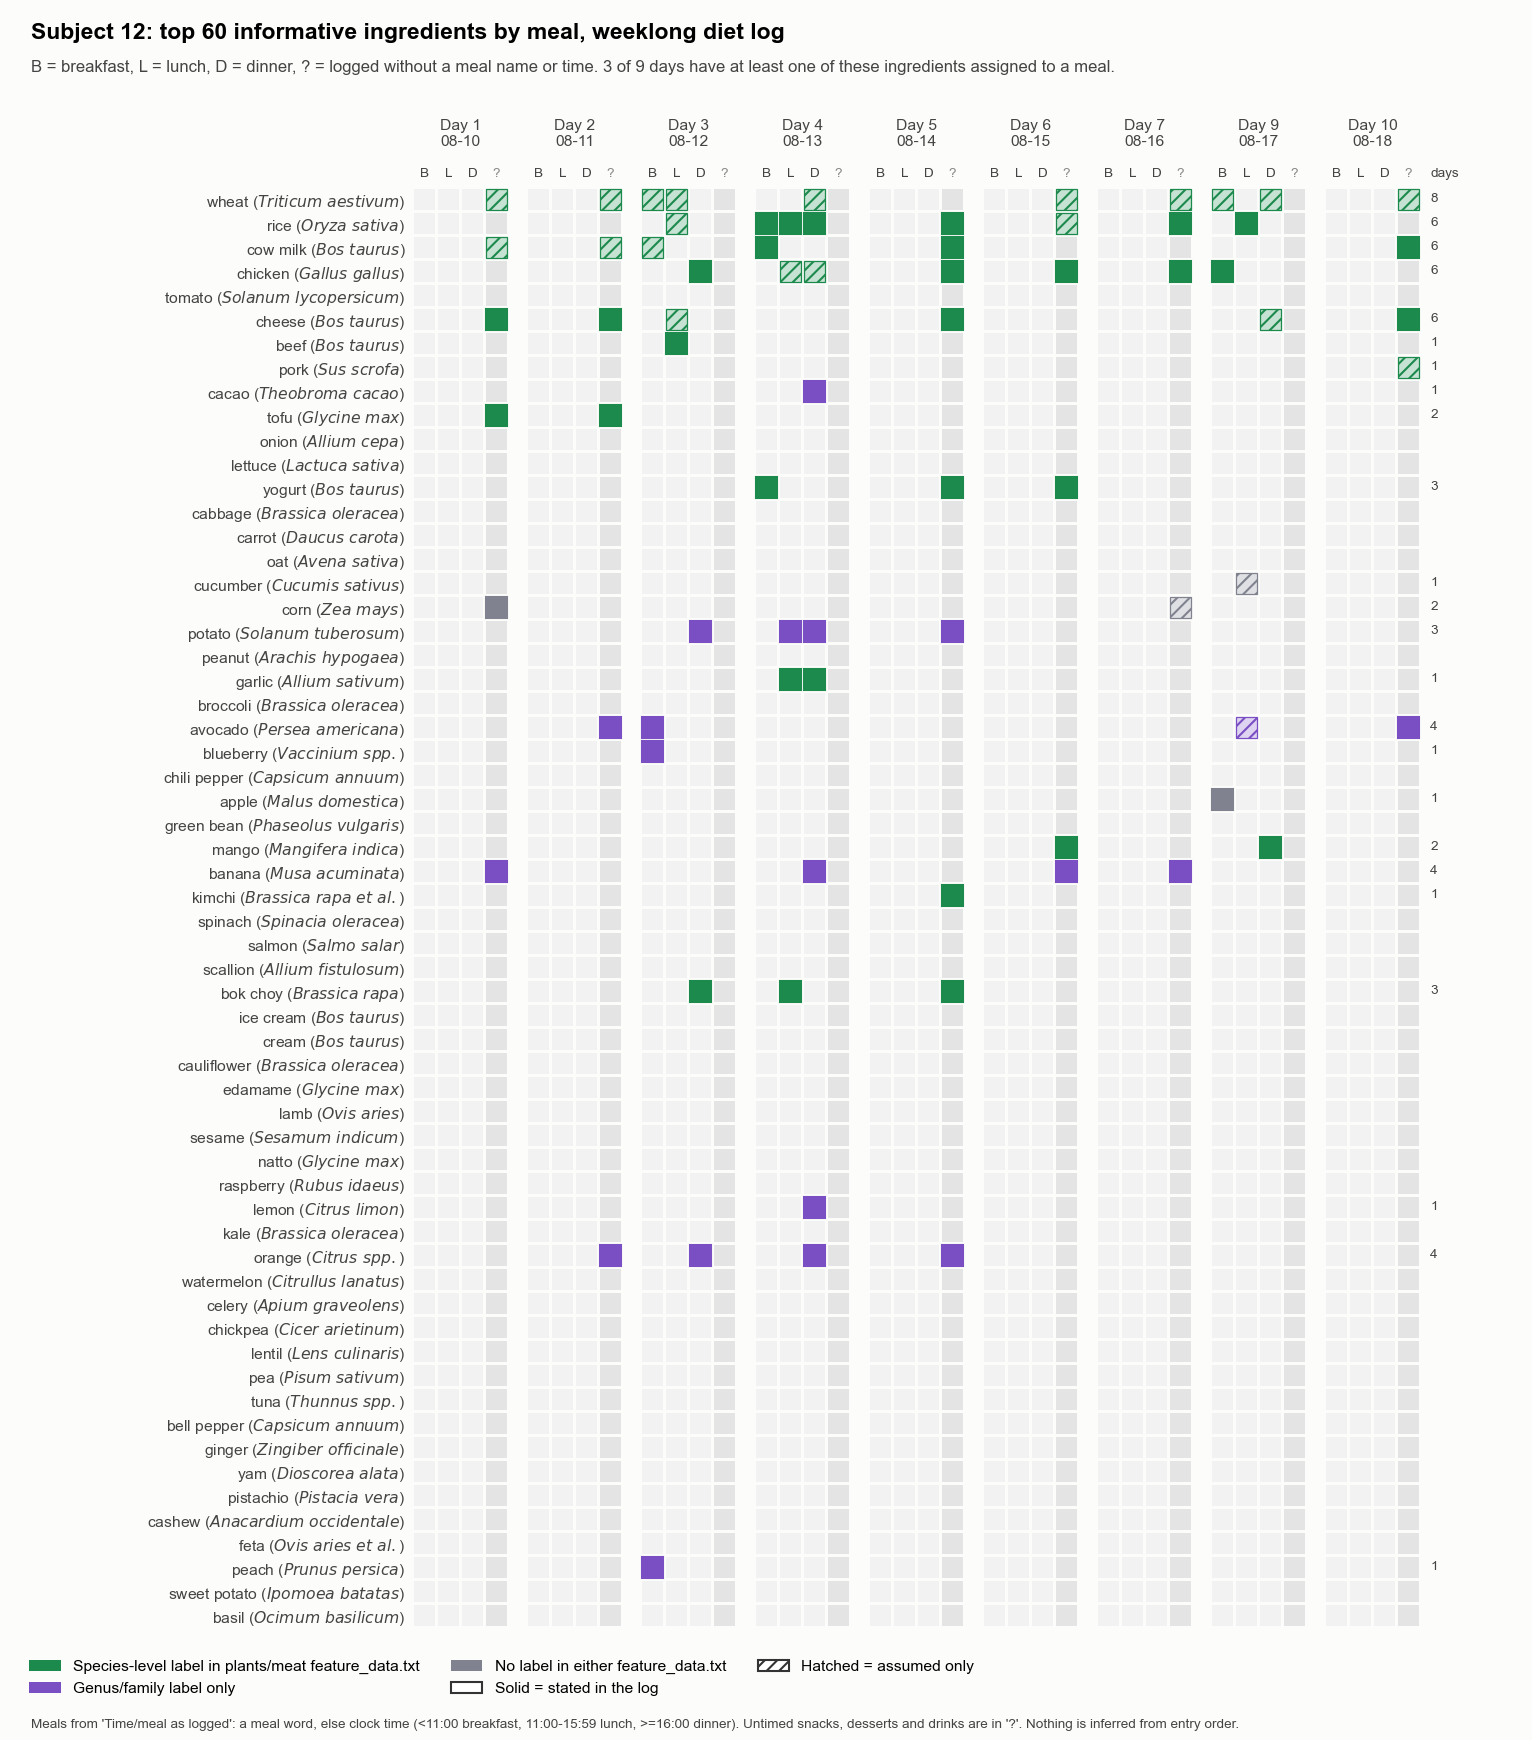 Subject 12: top 60 informative ingredients by meal, weeklong diet log
B = breakfast, L = lunch, D = dinner, ? = logged without a meal name or time. 3 of 9 days have at least one of these ingredients assigned to a meal.
Day 1 Day 2 Day 3 Day 4 Day 5 Day 6 Day 7 Day 9 Day 10
08-10 08-11 08-12 08-13 08-14 08-15 08-16 08-17 08-18
B L D ? B L D ? B L D ? B L D ? B L D ? B L D ? B L D ? B L D ? B L D ? days
wheat (Triticum aestivum) 8
rice (Oryza sativa) 6
cow milk (Bos taurus) 6
chicken (Gallus gallus) 6
tomato (Solanum lycopersicum)
cheese (Bos taurus) 6
beef (Bos taurus) 1
pork (Sus scrofa) 1
cacao (Theobroma cacao) 1
tofu (Glycine max) 2
onion (Allium cepa)
lettuce (Lactuca sativa)
yogurt (Bos taurus) 3
cabbage (Brassica oleracea)
carrot (Daucus carota)
oat (Avena sativa)
cucumber (Cucumis sativus) 1
corn (Zea mays) 2
potato (Solanum tuberosum) 3
peanut (Arachis hypogaea)
garlic (Allium sativum) 1
broccoli (Brassica oleracea)
avocado (Persea americana) 4
blueberry (Vaccinium spp. ) 1
chili pepper (Capsicum annuum)
apple (Malus domestica) 1
green bean (Phaseolus vulgaris)
mango (Mangifera indica) 2
banana (Musa acuminata) 4
kimchi (Brassica rapa et al. ) 1
spinach (Spinacia oleracea)
salmon (Salmo salar)
scallion (Allium fistulosum)
bok choy (Brassica rapa) 3
ice cream (Bos taurus)
cream (Bos taurus)
cauliflower (Brassica oleracea)
edamame (Glycine max)
lamb (Ovis aries)
sesame (Sesamum indicum)
natto (Glycine max)
raspberry (Rubus idaeus)
lemon (Citrus limon) 1
kale (Brassica oleracea)
orange (Citrus spp. ) 4
watermelon (Citrullus lanatus)
celery (Apium graveolens)
chickpea (Cicer arietinum)
lentil (Lens culinaris)
pea (Pisum sativum)
tuna (Thunnus spp. )
bell pepper (Capsicum annuum)
ginger (Zingiber officinale)
yam (Dioscorea alata)
pistachio (Pistacia vera)
cashew (Anacardium occidentale)
feta (Ovis aries et al. )
peach (Prunus persica) 1
sweet potato (Ipomoea batatas)
basil (Ocimum basilicum)
Species-level label in plants/meat feature_data.txt No label in either feature_data.txt Hatched = assumed only
Genus/family label only Solid = stated in the log
Meals from 'Time/meal as logged': a meal word, else clock time (<11:00 breakfast, 11:00-15:59 lunch, >=16:00 dinner). Untimed snacks, desserts and drinks are in '?'. Nothing is inferred from entry order.